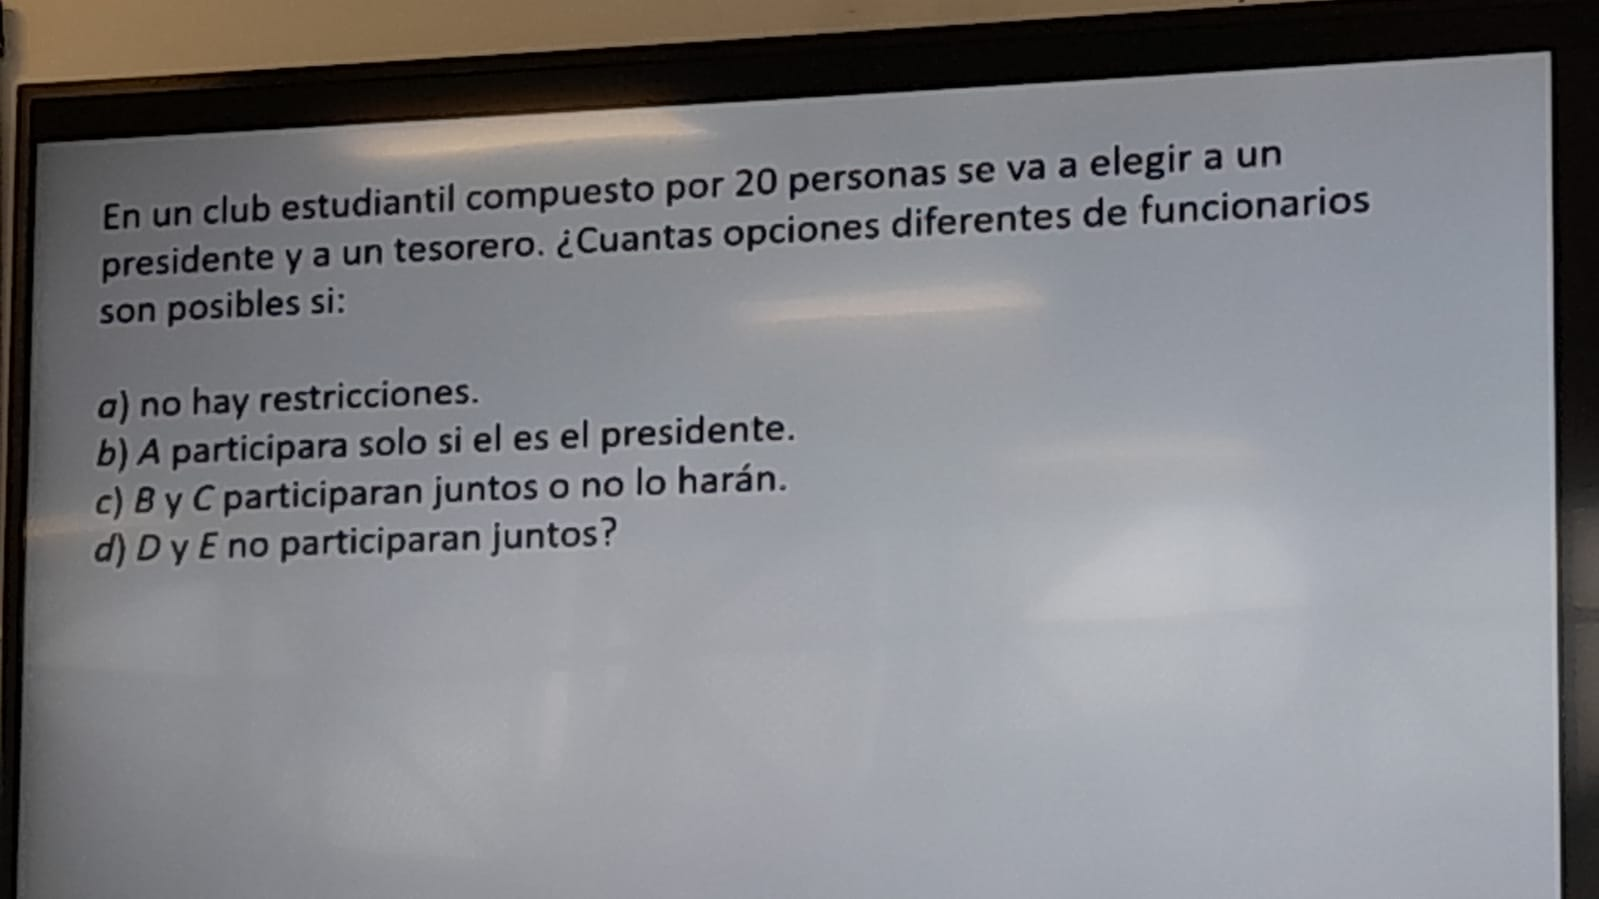 En un club estudiantil compuesto por 20 personas se va a elegir a un
presidente y a un tesorero. ¿Cuantas opciones diferentes de funcionarios
son posibles si:
a) no hay restricciones.
b) A participara solo si el es el presidente.
c) B y C participaran juntos o no lo harán.
d) D y E no participaran juntos?